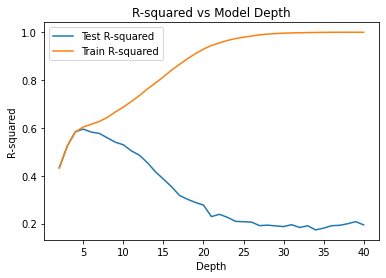 R-squared vs Model Depth
Test R-squared
Train R-squared
R-squared
1.0
0.8
0.6
0.4
0.2
5 10 15 20 25 30 35 40
Depth